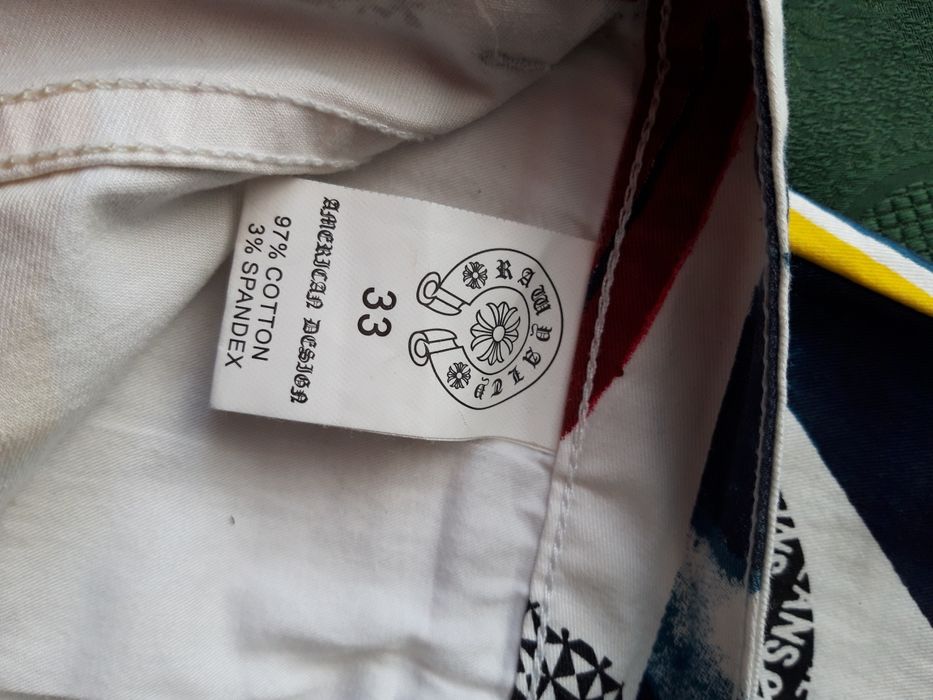 33
AMERICAN DESIGN
97% COTTON
3% SPANDEX